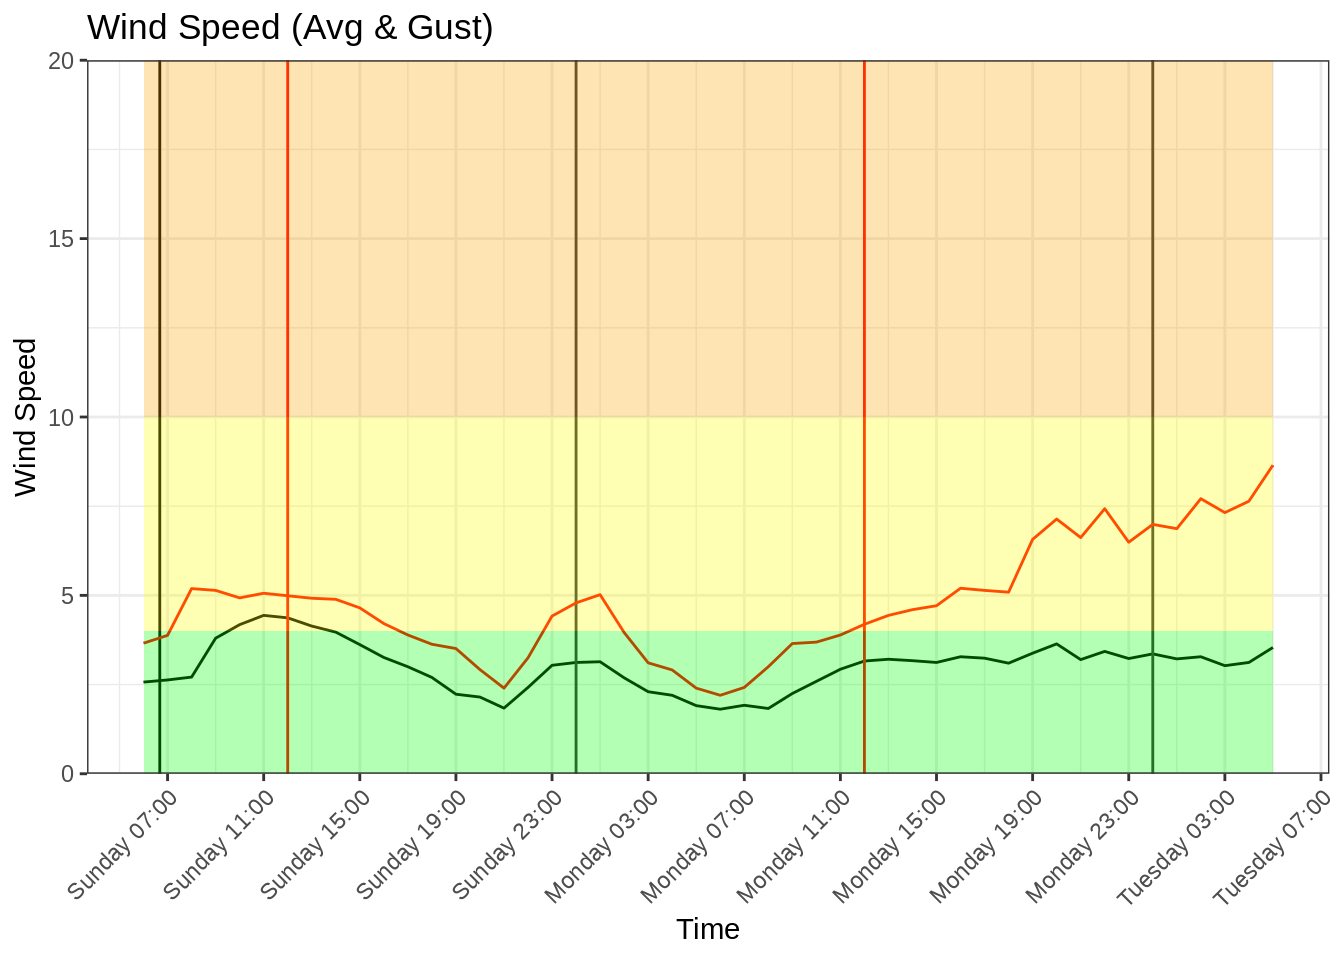 Wind Speed (Avg & Gust)
20
15
10
5
0
Wind Speed
Sunday 07:00
Sunday 11:00
Sunday 15:00
Sunday 19:00
Sunday 23:00
Monday 03:00
Monday 07:00
Monday 11:00
Monday 15:00
Monday 19:00
Monday 23:00
Tuesday 03:00
Tuesday 07:00
Time